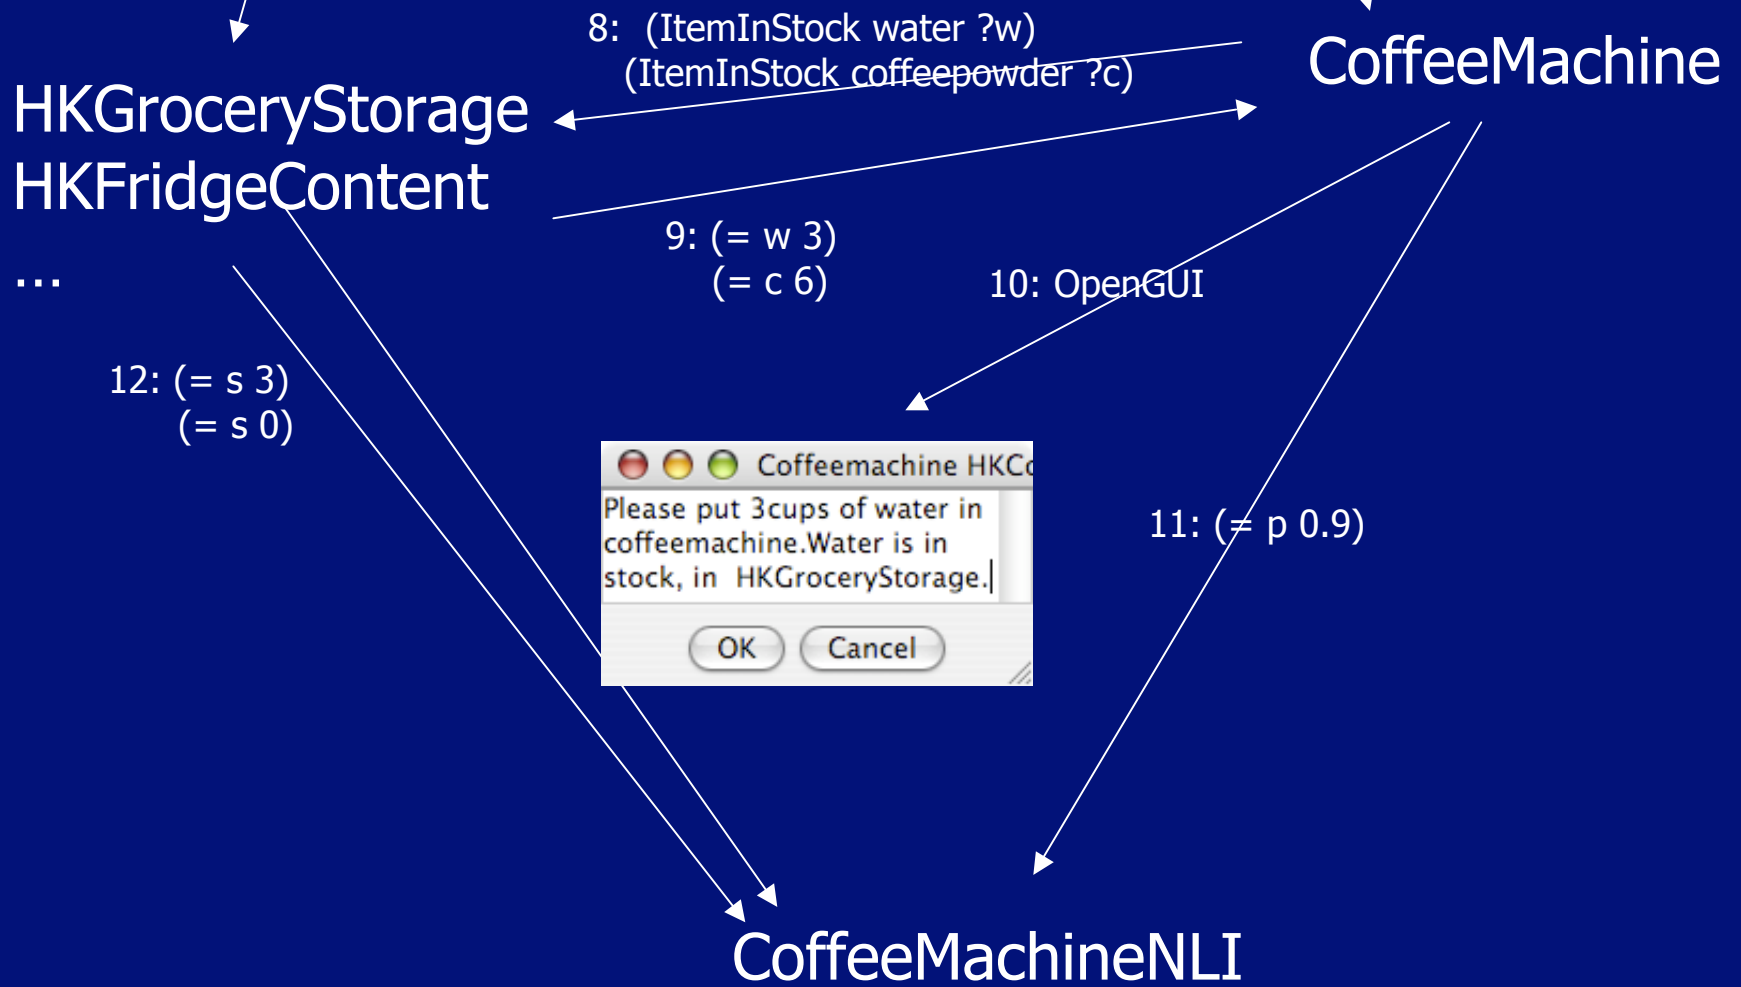 8: (ItemInStock water ?w)
(ItemInStock coffeepowder ?c)
CoffeeMachine
HKGroceryStorage
HKFridgeContent
...
9: (= w 3)
(= c 6)
10: OpenGUI
12: (= s 3)
(= s 0)
Coffeemachine HKCo
Please put 3cups of water in
coffeemachine.Water is in
stock, in  HKGroceryStorage.
OK
Cancel
11: (= p 0.9)
CoffeeMachineNLI